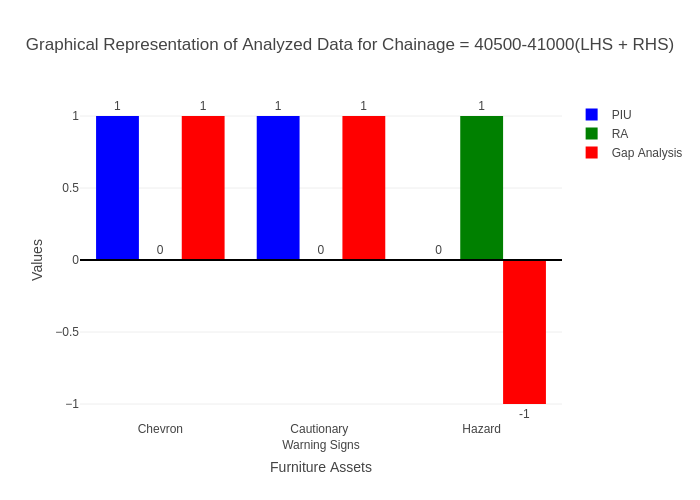 Graphical Representation of Analyzed Data for Chainage = 40500-41000(LHS + RHS)
1 0 1 1 0 1 0 1 -1
PIU
RA
Gap Analysis
1
0.5
0
−0.5
−1
Values
Chevron
Cautionary
Warning Signs
Hazard
Furniture Assets